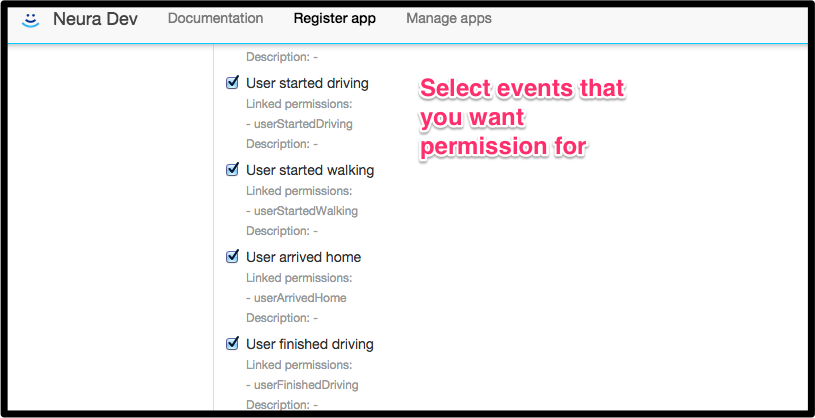 Neura Dev Documentation Register app Manage apps
Description: -
User started driving
Linked permissions:
- userStartedDriving
Description: -
Select events that
you want
permission for
User started walking
Linked permissions:
- userStartedWalking
Description: -
User arrived home
Linked permissions:
- userArrivedHome
Description: -
User finished driving
Linked permissions:
- userFinishedDriving
Description: -